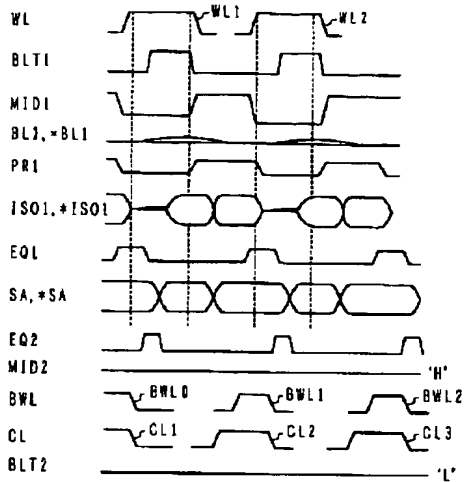 WL WL1 WL2
BLT1
MID1
BL1, *BL1
PR1
ISO1, *ISO1
EQ1
SA, *SA
EQ2
MID2 'H'
BWL BWL0 BWL1 BWL2
CL CL1 CL2 CL3
BLT2 'L'